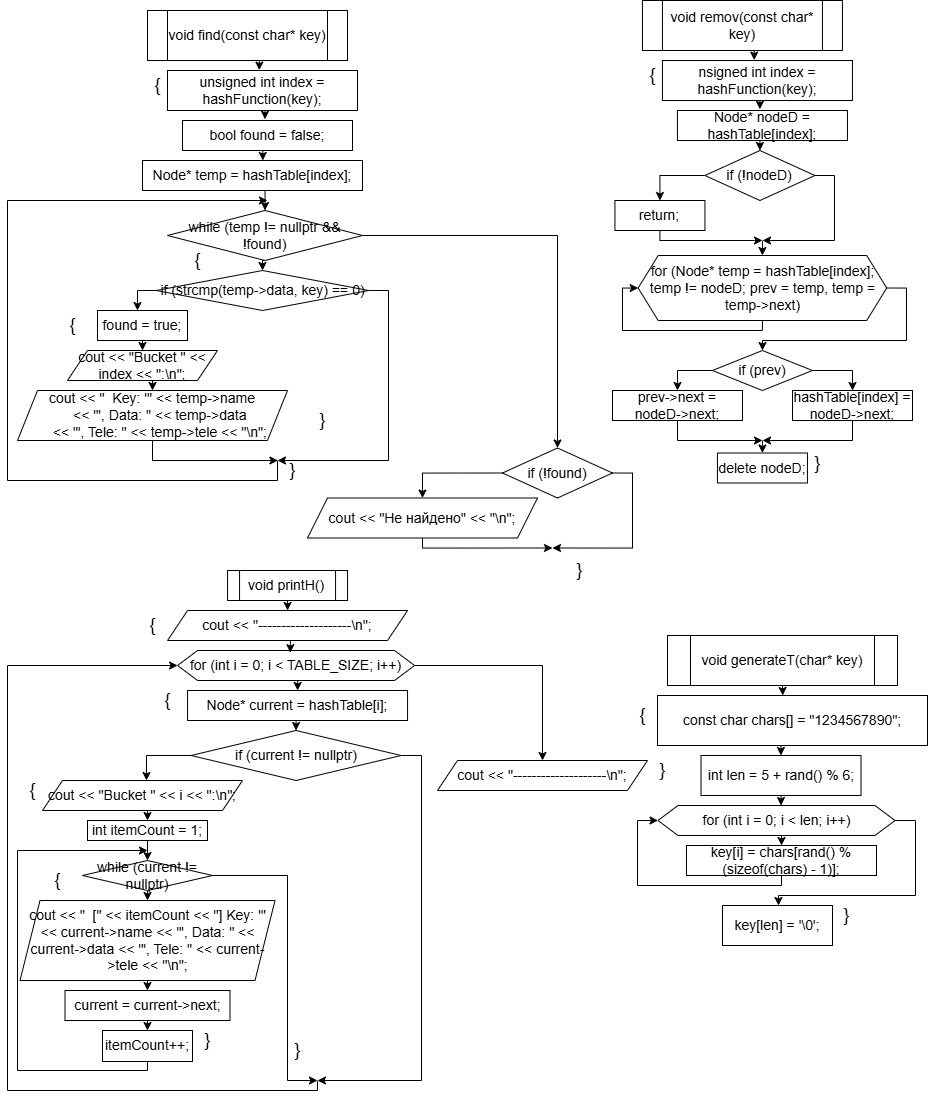 void find(const char* key)
{
unsigned int index =
hashFunction(key);
bool found = false;
Node* temp = hashTable[index];
while (temp != nullptr &&
!found)
{
if (strcmp(temp->data, key) == 0)
{
found = true;
cout << "Bucket " <<
index << ":\n";
cout << "  Key: '" << temp->name
<< "', Data: " << temp->data
<< "', Tele: " << temp->tele << "\n";
}
}
if (!found)
cout << "Не найдено" << "\n";
}
void remov(const char*
key)
{
nsigned int index =
hashFunction(key);
Node* nodeD =
hashTable[index];
if (!nodeD)
return;
for (Node* temp = hashTable[index];
temp != nodeD; prev = temp, temp =
temp->next)
if (prev)
prev->next =
nodeD->next;
hashTable[index] =
nodeD->next;
delete nodeD;
}
void printH()
{
cout << "--------------------\n";
for (int i = 0; i < TABLE_SIZE; i++)
{
Node* current = hashTable[i];
if (current != nullptr)
{
cout << "Bucket " << i << ":\n";
int itemCount = 1;
while (current !=
nullptr)
{
cout << "  [" << itemCount << "] Key: '"
<< current->name << "', Data: " <<
current->data << "', Tele: " << current-
>tele << "\n";
current = current->next;
itemCount++;
}
}
cout << "--------------------\n";
}
void generateT(char* key)
{
const char chars[] = "1234567890";
int len = 5 + rand() % 6;
for (int i = 0; i < len; i++)
key[i] = chars[rand() %
(sizeof(chars) - 1)];
key[len] = '\0';
}